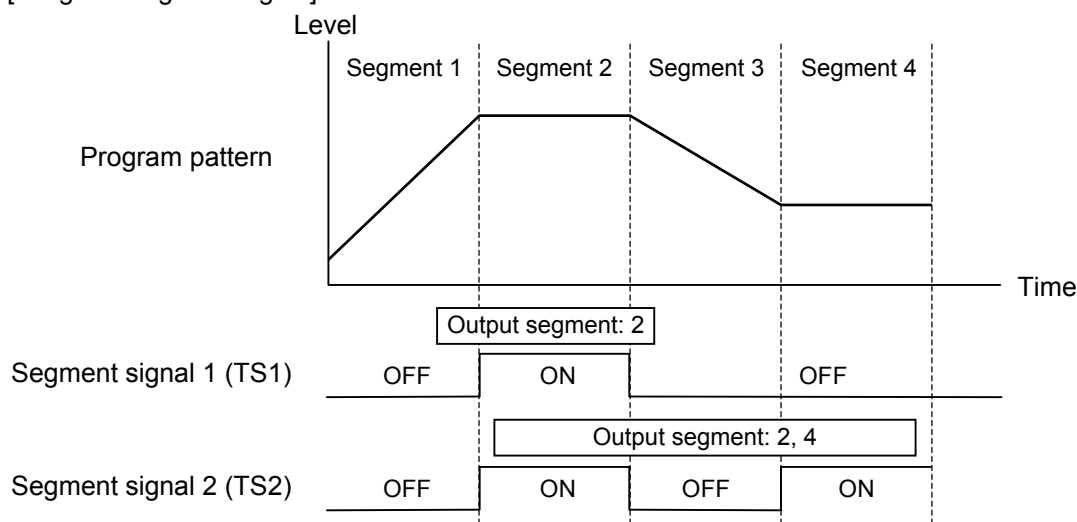 Level
Segment 1 Segment 2 Segment 3 Segment 4
Program pattern
Time
Output segment: 2
Segment signal 1 (TS1) OFF ON OFF
Output segment: 2, 4
Segment signal 2 (TS2) OFF ON OFF ON